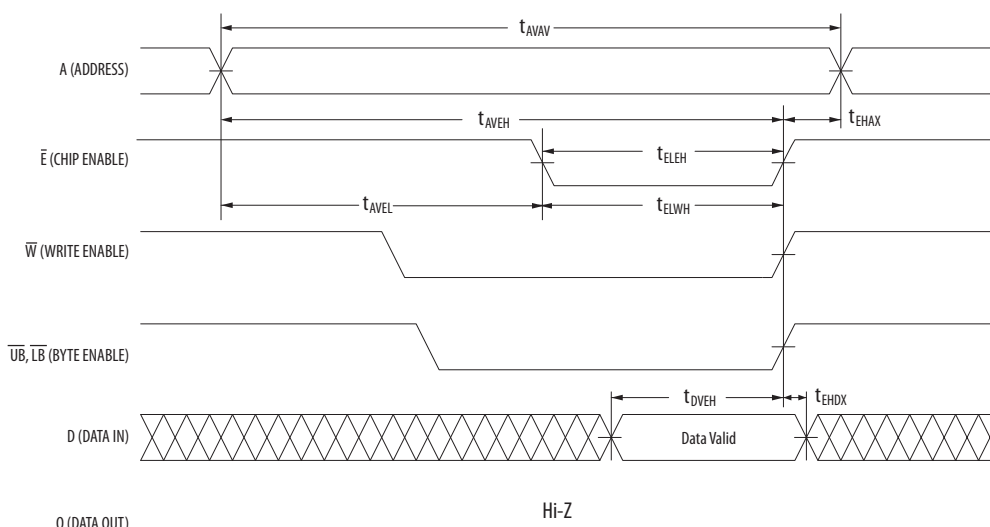 tAVAV
A (ADDRESS)
tAVEH
tEHAX
E̅ (CHIP ENABLE)
tELEH
tAVEL
tELWH
W̅ (WRITE ENABLE)
U̅B̅, L̅B̅ (BYTE ENABLE)
tDVEH
tEHDX
D (DATA IN)
Data Valid
Hi-Z
Q (DATA OUT)